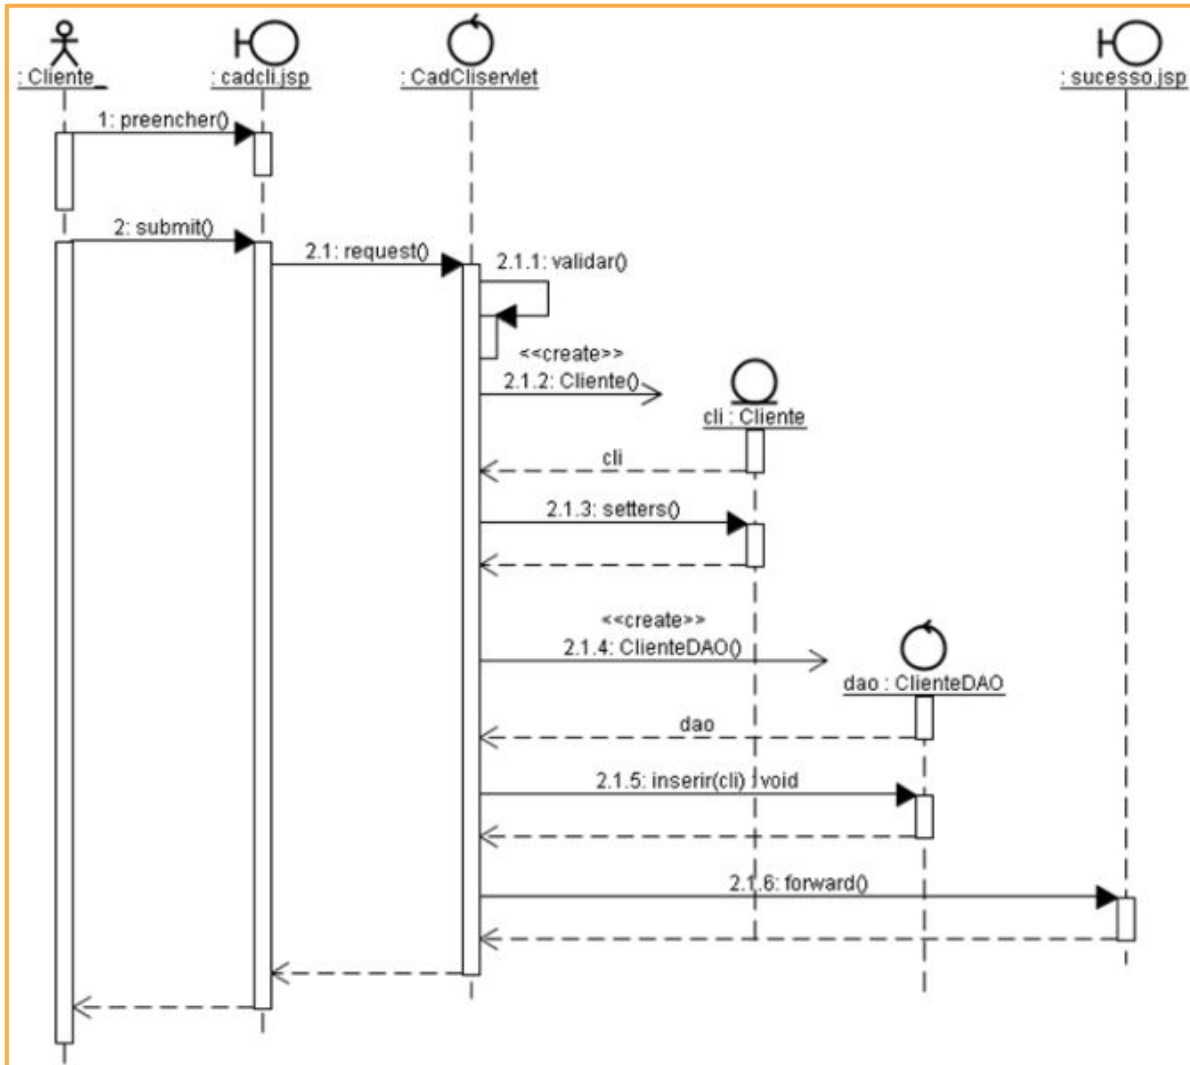 : Cliente_
: cadcli.jsp
: CadCliservlet
: sucesso.jsp
1: preencher()
2: submit()
2.1: request()
2.1.1: validar()
<<create>>
2.1.2: Cliente()
cli : Cliente
cli
2.1.3: setters()
<<create>>
2.1.4: ClienteDAO()
dao : ClienteDAO
dao
2.1.5: inserir(cli) : void
2.1.6: forward()